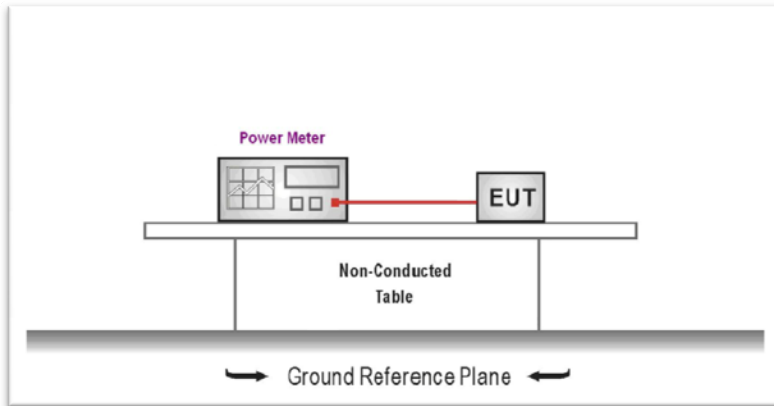 Power Meter
EUT
Non-Conducted
Table
Ground Reference Plane